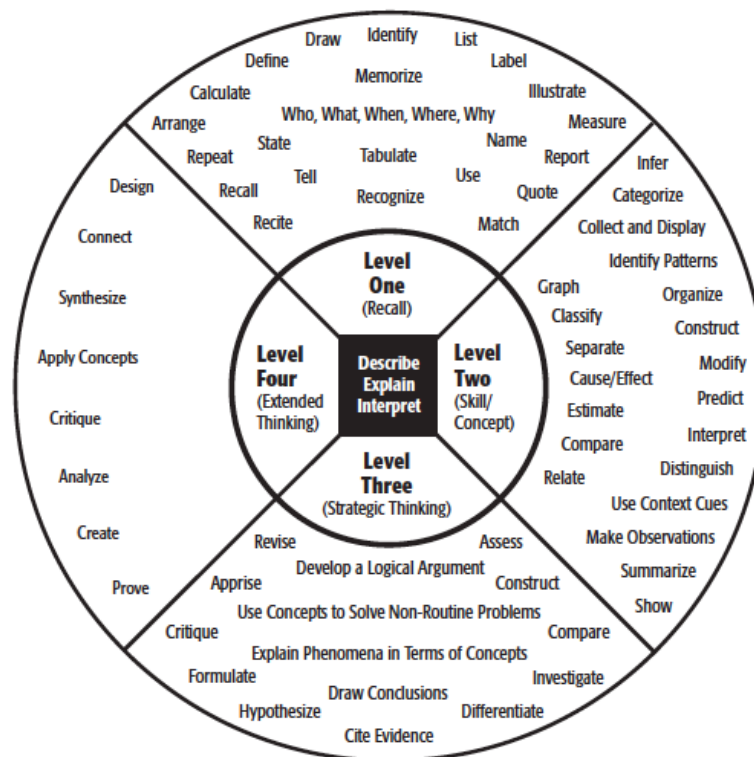 Draw
Identify
List
Define
Label
Memorize
Calculate
Illustrate
Who, What, When, Where, Why
Arrange
Measure
State
Name
Repeat
Tabulate
Report
Tell
Use
Recall
Recognize
Quote
Recite
Match
Infer
Categorize
Collect and Display
Identify Patterns
Graph
Organize
Classify
Construct
Separate
Modify
Cause/Effect
Predict
Estimate
Interpret
Compare
Distinguish
Relate
Use Context Cues
Make Observations
Summarize
Show
Design
Connect
Synthesize
Apply Concepts
Critique
Analyze
Create
Prove
Level
One
(Recall)
Level
Four
(Extended
Thinking)
Describe
Explain
Interpret
Level
Two
(Skill/
Concept)
Level
Three
(Strategic Thinking)
Revise
Assess
Develop a Logical Argument
Apprise
Construct
Use Concepts to Solve Non-Routine Problems
Critique
Compare
Explain Phenomena in Terms of Concepts
Formulate
Investigate
Draw Conclusions
Hypothesize
Differentiate
Cite Evidence